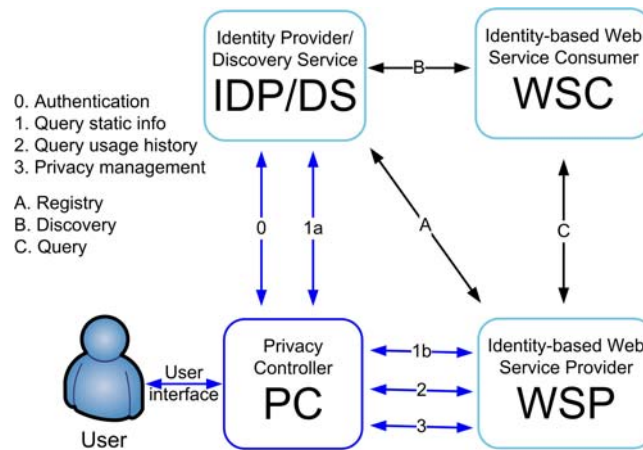 Identity Provider/
Discovery Service
IDP/DS
B
Identity-based Web
Service Consumer
WSC
0. Authentication
1. Query static info
2. Query usage history
3. Privacy management
A. Registry
B. Discovery
C. Query
0
1a
A
C
User
interface
User
Privacy
Controller
PC
1b
2
3
Identity-based Web
Service Provider
WSP